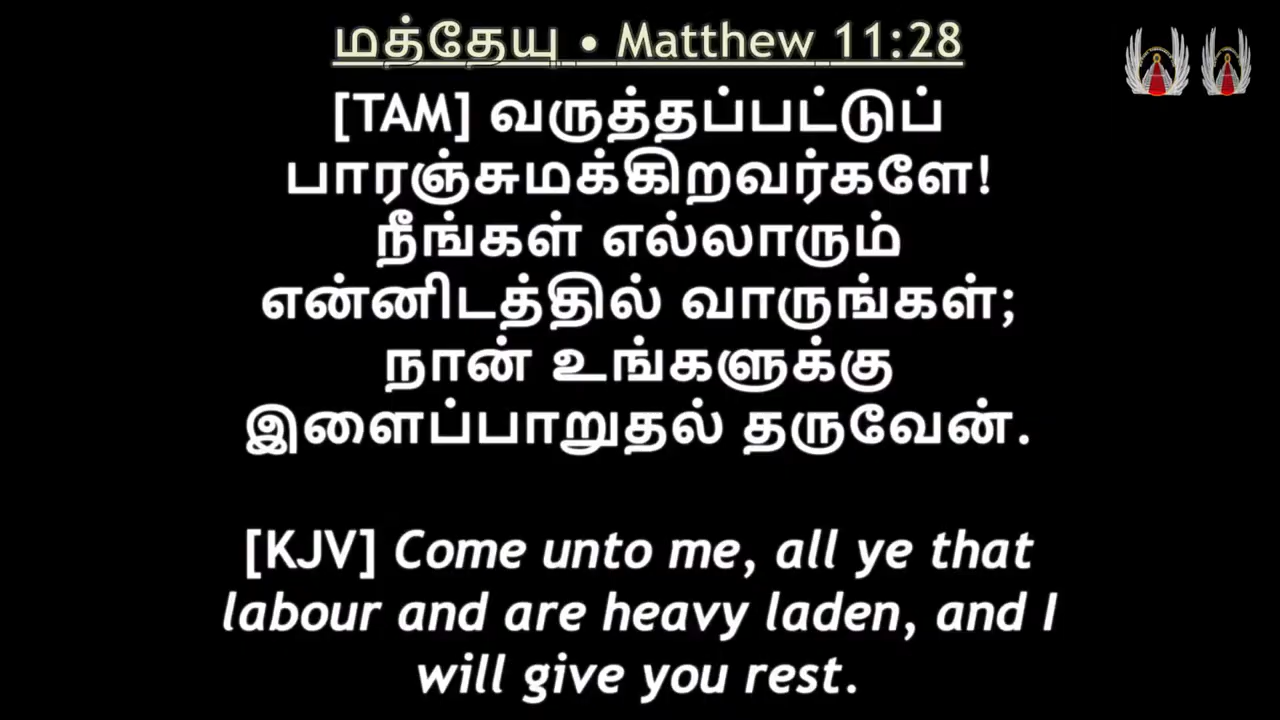 மத்தேயு • Matthew 11:28
[TAM] வருத்தப்பட்டுப்
பாரஞ்சுமக்கிறவர்களே!
நீங்கள் எல்லாரும்
என்னிடத்தில் வாருங்கள்;
நான் உங்களுக்கு
இளைப்பாறுதல் தருவேன்.
[KJV] Come unto me, all ye that
labour and are heavy laden, and I
will give you rest.